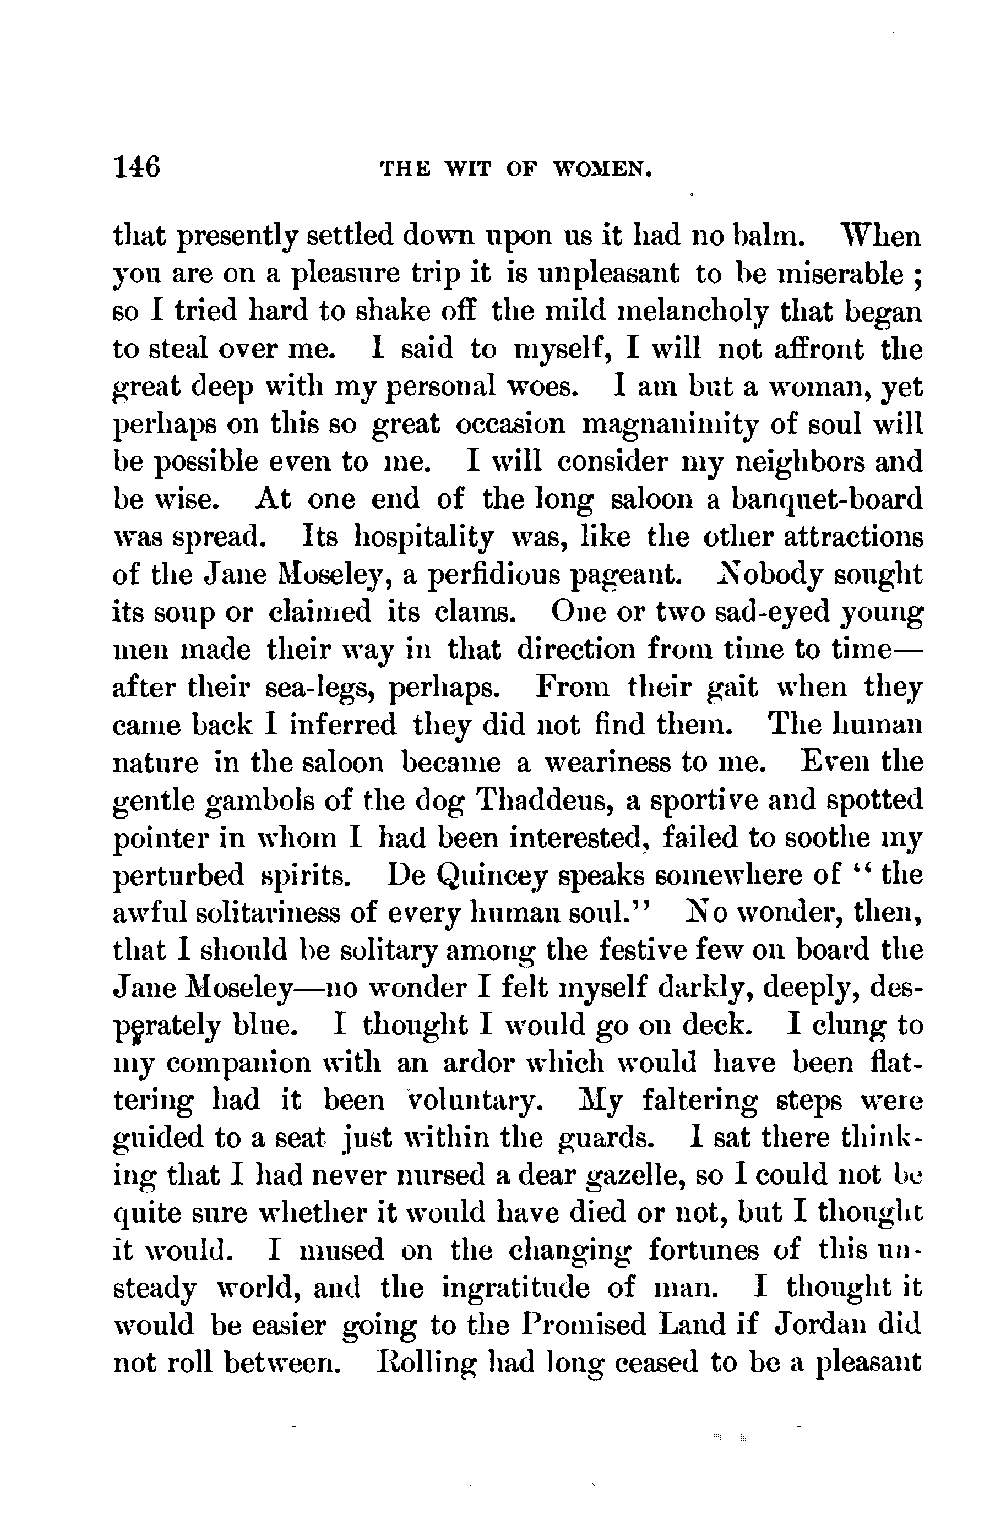 146 THE WIT OF WOMEN.
that presently settled down upon us it had no balm. When
you are on a pleasure trip it is unpleasant to be miserable ;
so I tried hard to shake off the mild melancholy that began
to steal over me. I said to myself, I will not affront the
great deep with my personal woes. I am but a woman, yet
perhaps on this so great occasion magnanimity of soul will
be possible even to me. I will consider my neighbors and
be wise. At one end of the long saloon a banquet-board
was spread. Its hospitality was, like the other attractions
of the Jane Moseley, a perfidious pageant. Nobody sought
its soup or claimed its clams. One or two sad-eyed young
men made their way in that direction from time to time—
after their sea-legs, perhaps. From their gait when they
came back I inferred they did not find them. The human
nature in the saloon became a weariness to me. Even the
gentle gambols of the dog Thaddeus, a sportive and spotted
pointer in whom I had been interested, failed to soothe my
perturbed spirits. De Quincey speaks somewhere of “ the
awful solitariness of every human soul.” No wonder, then,
that I should be solitary among the festive few on board the
Jane Moseley—no wonder I felt myself darkly, deeply, des-
perately blue. I thought I would go on deck. I clung to
my companion with an ardor which would have been flat-
tering had it been voluntary. My faltering steps were
guided to a seat just within the guards. I sat there think-
ing that I had never nursed a dear gazelle, so I could not be
quite sure whether it would have died or not, but I thought
it would. I mused on the changing fortunes of this un-
steady world, and the ingratitude of man. I thought it
would be easier going to the Promised Land if Jordan did
not roll between. Rolling had long ceased to be a pleasant